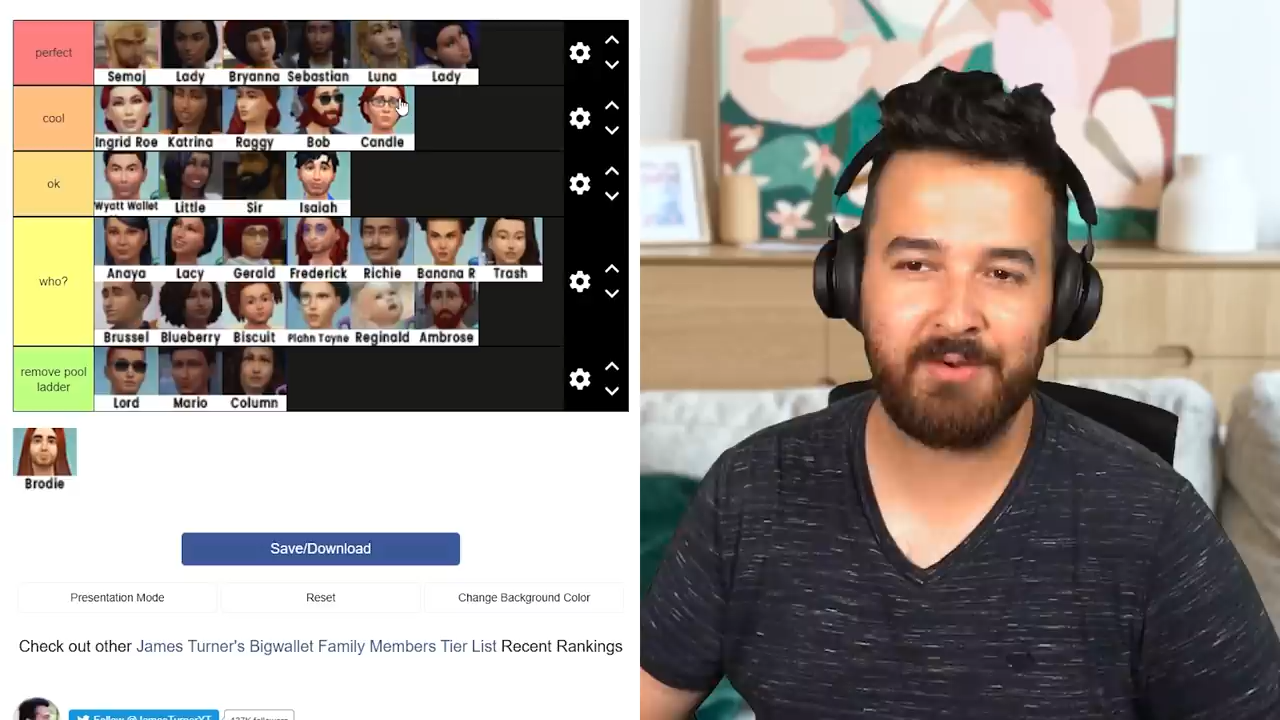 perfect
Semaj Lady Bryanna Sebastian Luna Lady
cool
Ingrid Roe Katrina Raggy Bob Candle
ok
Wyatt Wallet Little Sir Isaiah
who?
Anaya Lacy Gerald Frederick Richie Banana R Trash
Brussel Blueberry Biscuit Plahn Tayne Reginald Ambrose
remove pool
ladder
Lord Mario Column
Brodie
Save/Download
Presentation Mode Reset Change Background Color
Check out other James Turner's Bigwallet Family Members Tier List Recent Rankings
Follow @JamesTurnerYT followers